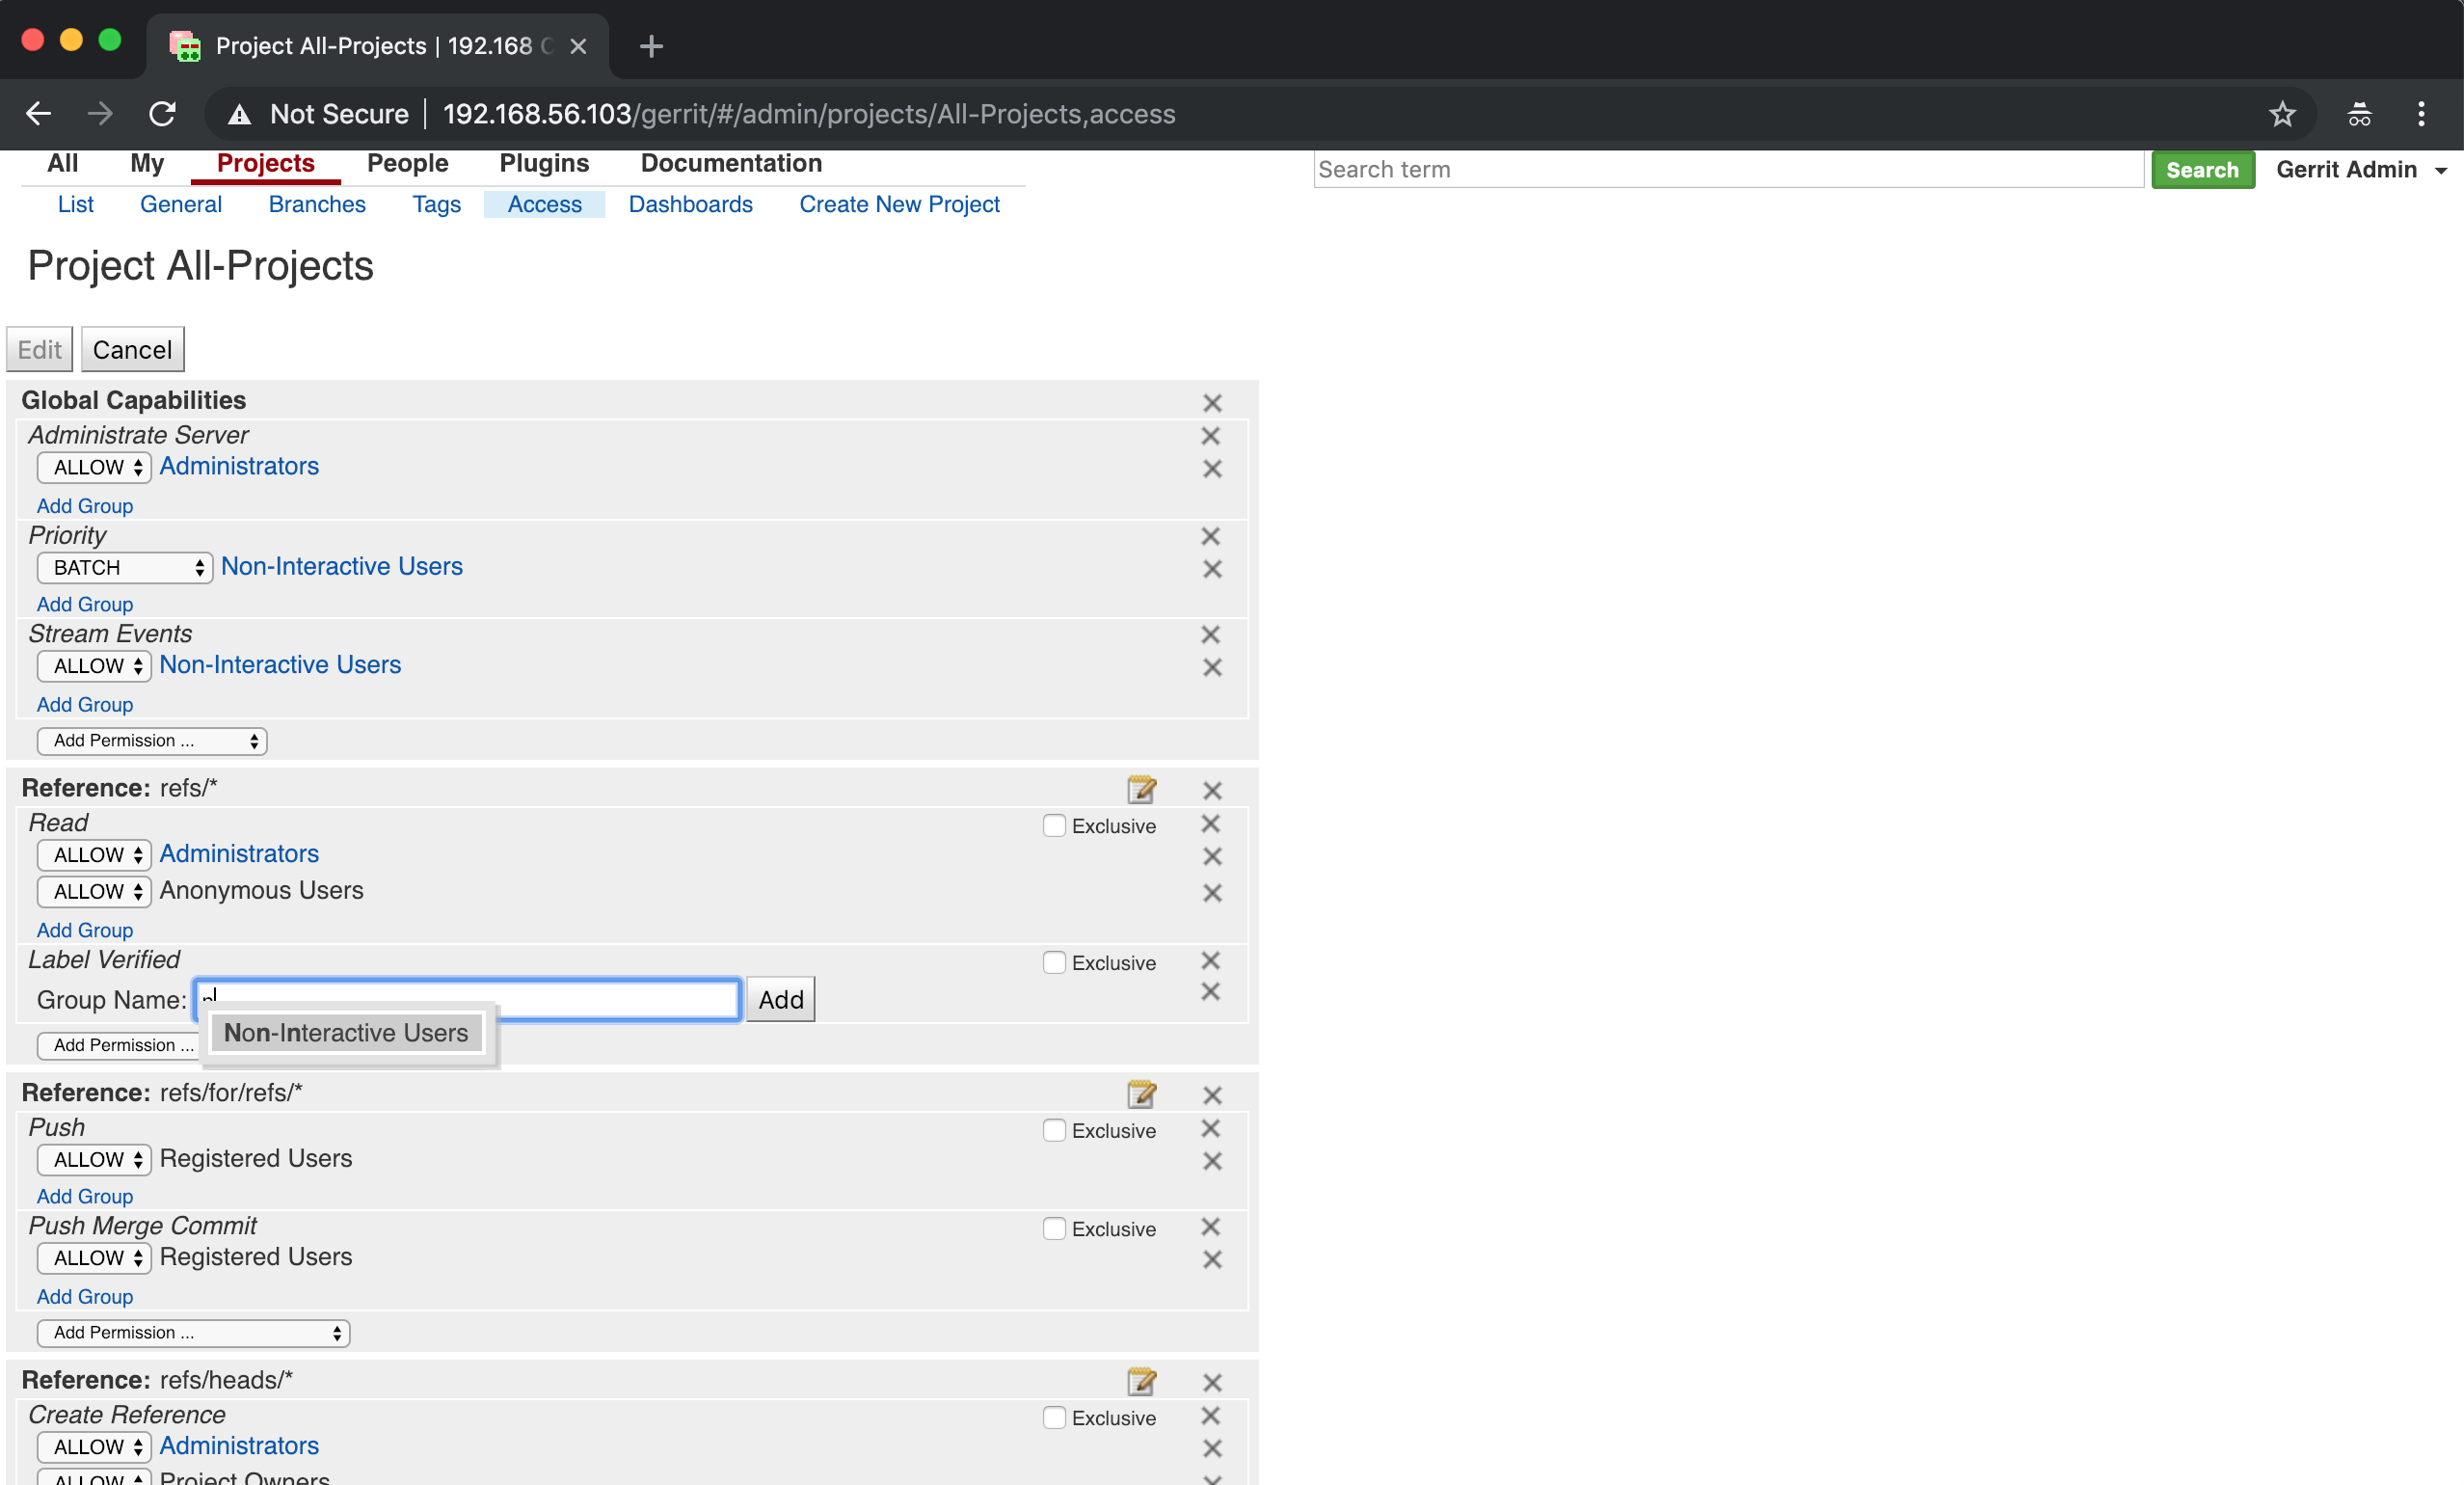 Project All-Projects | 192.168
Not Secure | 192.168.56.103/gerrit/#/admin/projects/All-Projects,access
All My Projects People Plugins Documentation Search term Search Gerrit Admin
List General Branches Tags Access Dashboards Create New Project
Project All-Projects
Edit Cancel
Global Capabilities
Administrate Server
ALLOW Administrators
Add Group
Priority
BATCH Non-Interactive Users
Add Group
Stream Events
ALLOW Non-Interactive Users
Add Group
Add Permission ...
Reference: refs/*
Read Exclusive
ALLOW Administrators
ALLOW Anonymous Users
Add Group
Label Verified Exclusive
Group Name: n Add
Non-Interactive Users
Add Permission ...
Reference: refs/for/refs/*
Push Exclusive
ALLOW Registered Users
Add Group
Push Merge Commit Exclusive
ALLOW Registered Users
Add Group
Add Permission ...
Reference: refs/heads/*
Create Reference Exclusive
ALLOW Administrators
ALLOW Project Owners